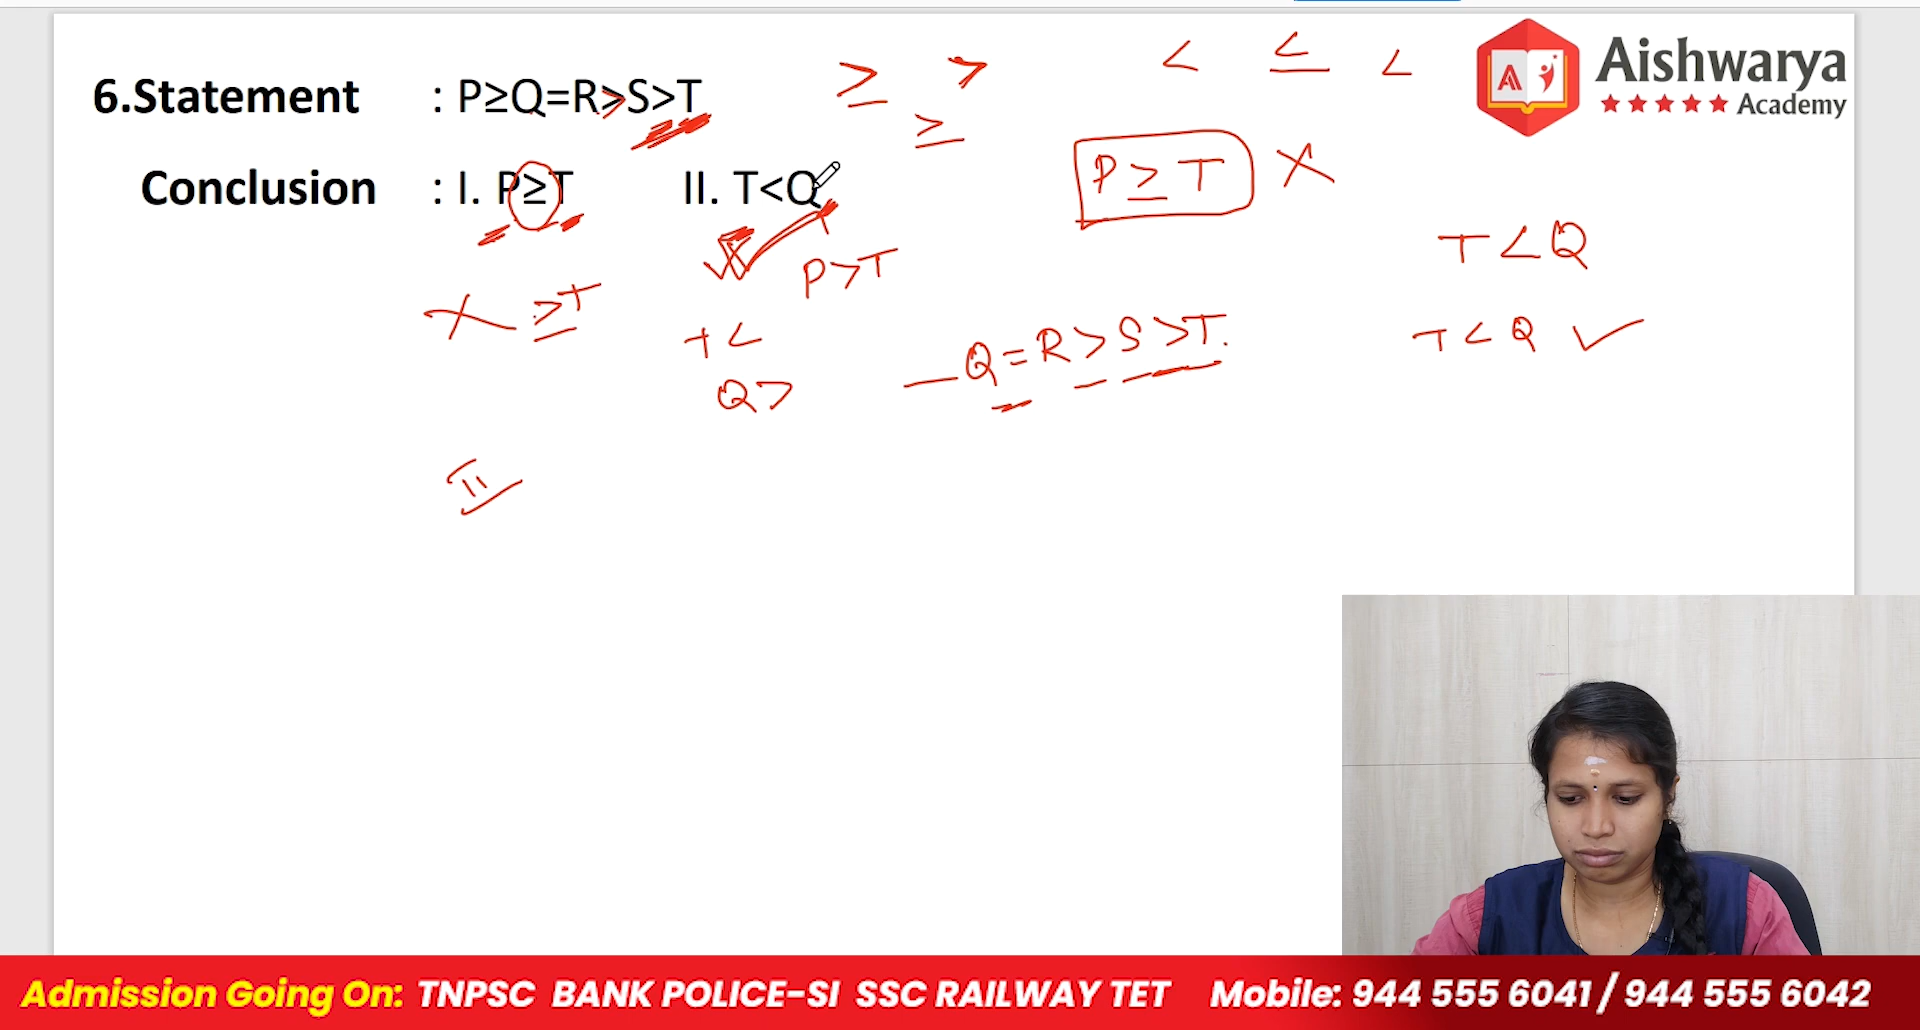 6.Statement : P≥Q=R>S>T
≥ > < ≤ <
≥
Aishwarya
Academy
Conclusion : I. P≥T II. T<Q
P ≥ T ✗
T < Q
P>T
✗ ≥T
T <
Q = R > S > T.
T < Q ✓
Q >
II
Admission Going On: TNPSC BANK POLICE-SI SSC RAILWAY TET Mobile: 944 555 6041 / 944 555 6042